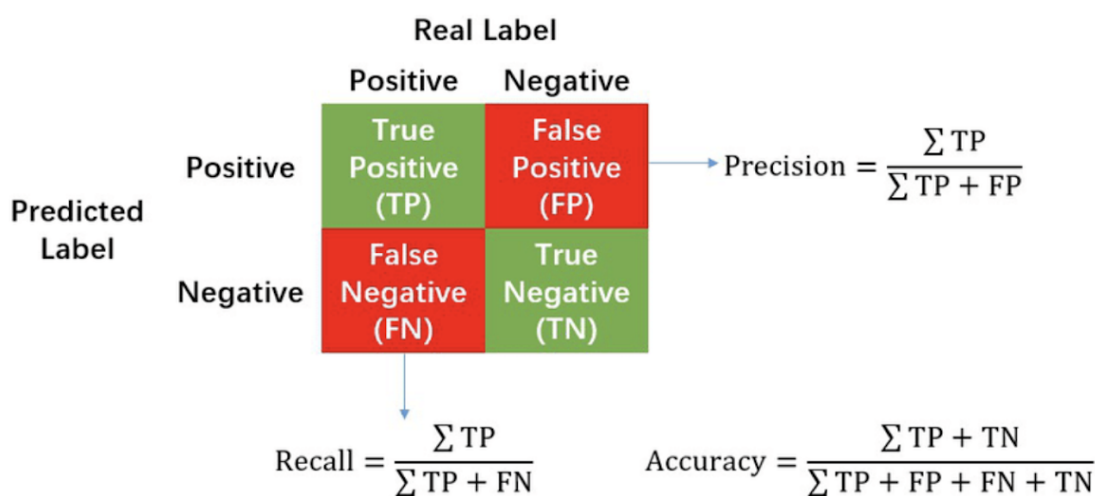 Real Label
Positive Negative
True
Positive
(TP)
False
Positive
(FP)
Positive
Precision = ∑ TP / ∑ TP + FP
Predicted
Label
Negative
False
Negative
(FN)
True
Negative
(TN)
Recall = ∑ TP / ∑ TP + FN
Accuracy = ∑ TP + TN / ∑ TP + FP + FN + TN